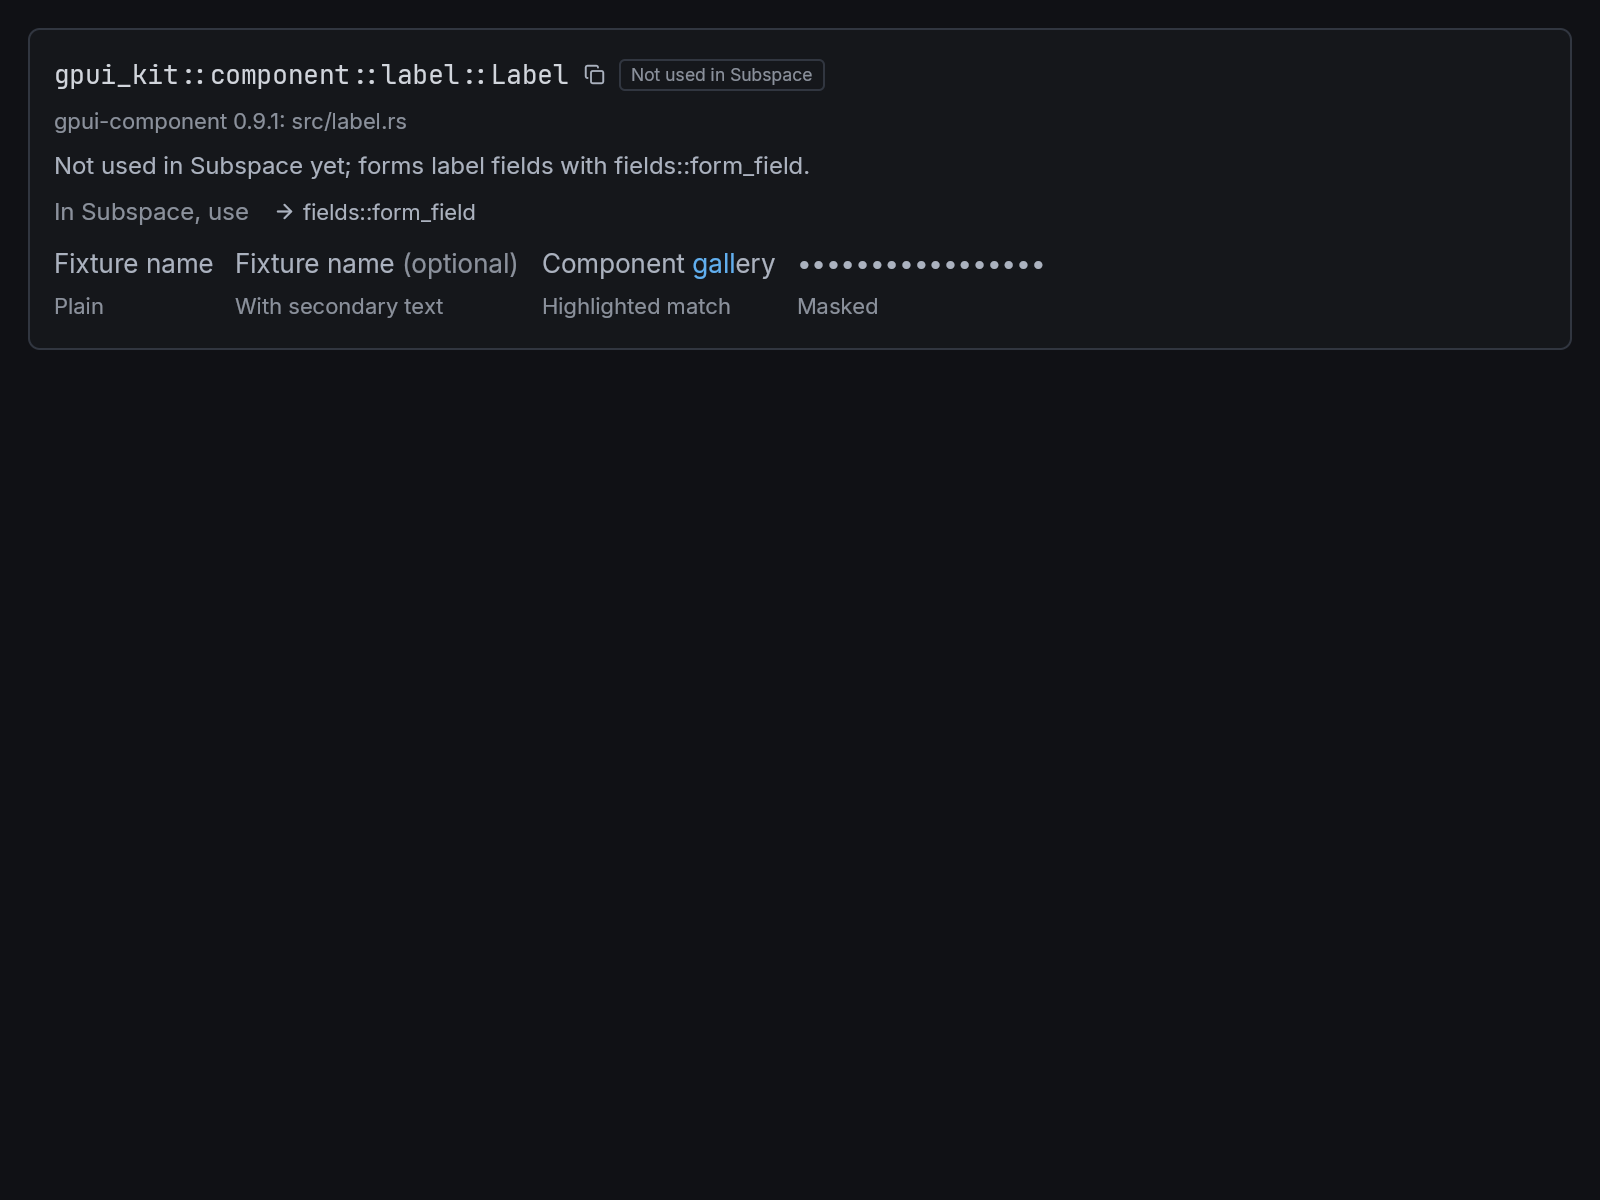 gpui_kit::component::label::Label Not used in Subspace
gpui-component 0.9.1: src/label.rs
Not used in Subspace yet; forms label fields with fields::form_field.
In Subspace, use → fields::form_field
Fixture name Fixture name (optional) Component gallery •••••••••••••••••
Plain With secondary text Highlighted match Masked